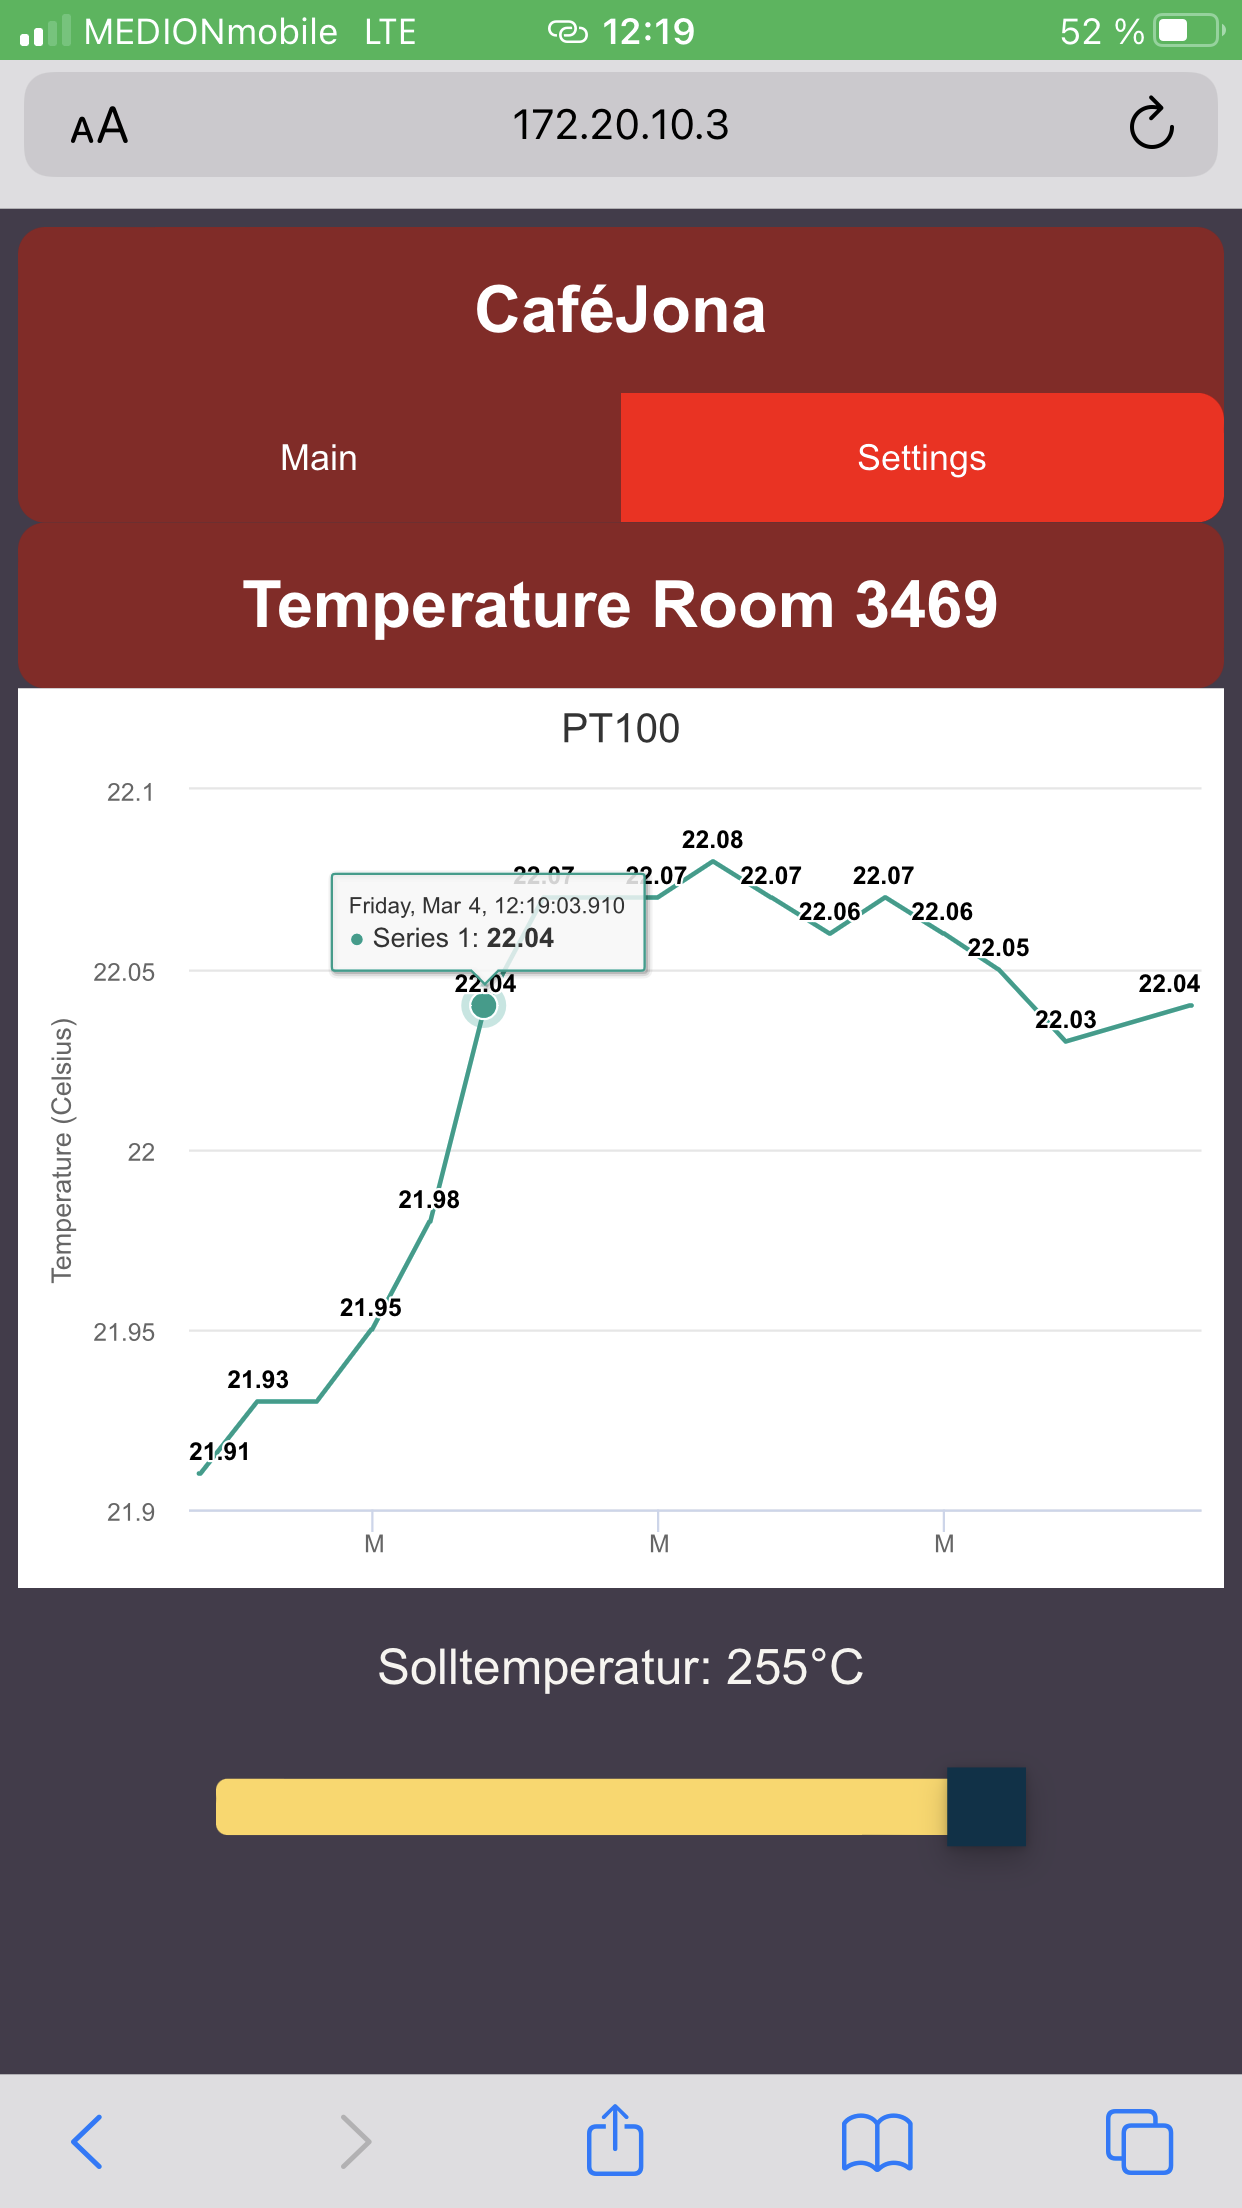 MEDIONmobile LTE 12:19 52 %
AA 172.20.10.3
CaféJona
Main Settings
Temperature Room 3469
PT100
22.1
22.08
22.07 22.07 22.07 22.07
Friday, Mar 4, 12:19:03.910
22.06 22.06
Series 1: 22.04
22.05
22.05
22.04 22.04
22.03
Temperature (Celsius)
22
21.98
21.95
21.95
21.93
21.91
21.9
M M M
Solltemperatur: 255°C